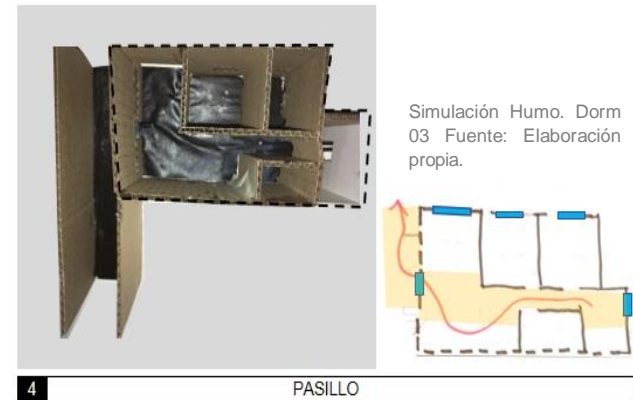 Simulación Humo. Dorm
03 Fuente: Elaboración
propia.
4 PASILLO